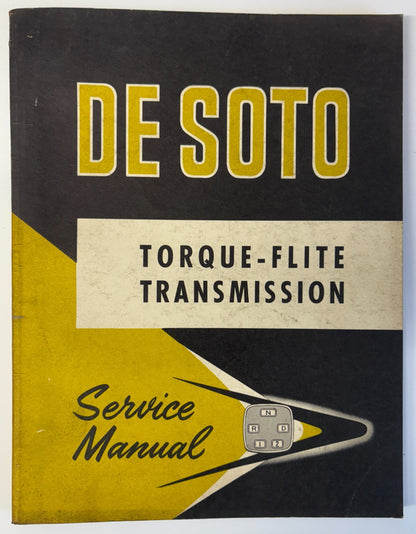 DE SOTO
TORQUE-FLITE
TRANSMISSION
Service
Manual
N
R D
1 2